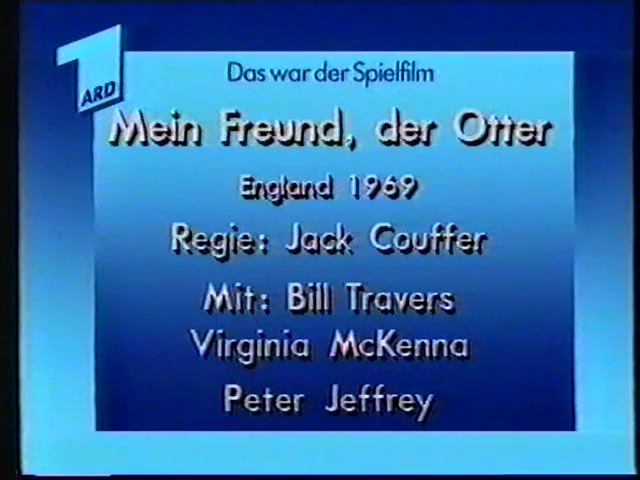 1
ARD
Das war der Spielfilm
Mein Freund, der Otter
England 1969
Regie: Jack Couffer
Mit: Bill Travers
Virginia McKenna
Peter Jeffrey